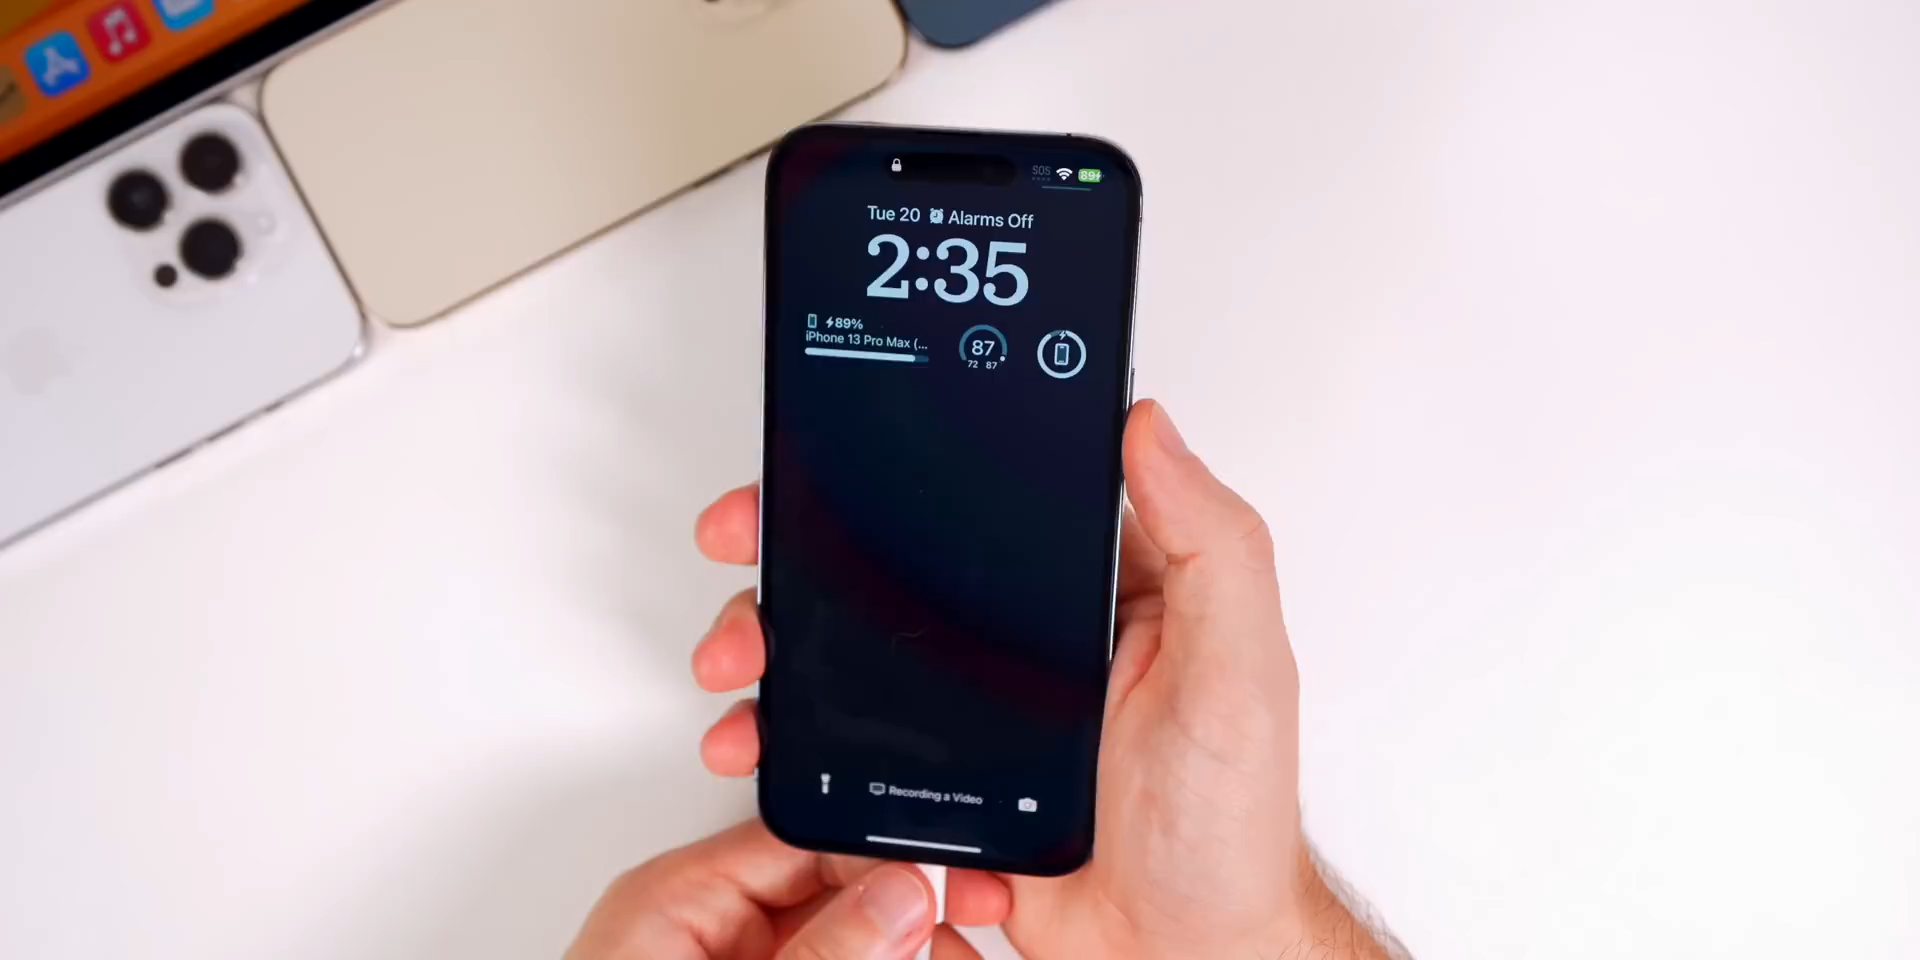 SOS 89
Tue 20 Alarms Off
2:35
89%
iPhone 13 Pro Max (...
87
72 87
Recording a Video